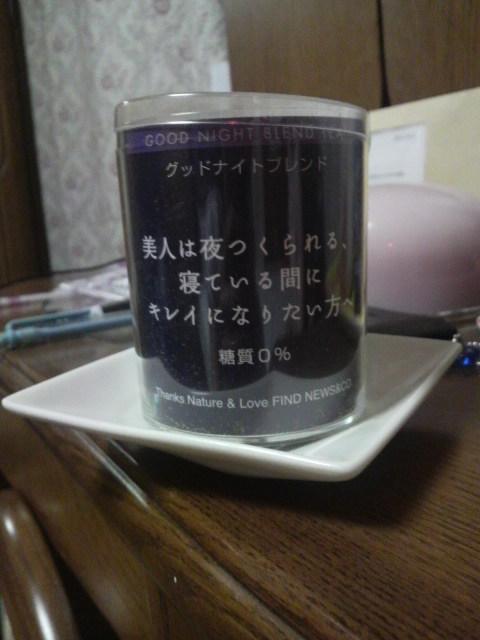 GOOD NIGHT BLEND TEA
グッドナイトブレンド
美人は夜つくられる、
寝ている間に
キレイになりたい方へ
糖質0%
Thanks Nature & Love FIND NEWS&CO.